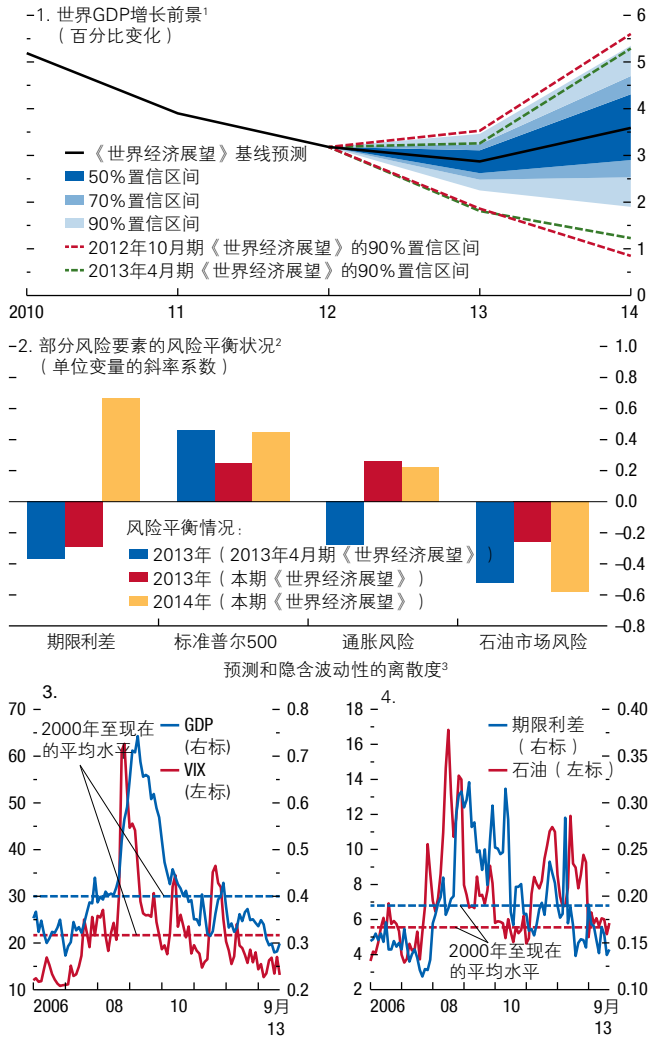 1. 世界GDP增长前景¹
（百分比变化）
6
5
4
3
2
1
0
《世界经济展望》基线预测
50%置信区间
70%置信区间
90%置信区间
2012年10月期《世界经济展望》的90%置信区间
2013年4月期《世界经济展望》的90%置信区间
2010 11 12 13 14
2. 部分风险要素的风险平衡状况²
（单位变量的斜率系数）
1.0
0.8
0.6
0.4
0.2
0.0
–0.2
–0.4
–0.6
–0.8
风险平衡情况：
2013年（2013年4月期《世界经济展望》）
2013年（本期《世界经济展望》）
2014年（本期《世界经济展望》）
期限利差 标准普尔500 通胀风险 石油市场风险
预测和隐含波动性的离散度³
3.
70
60
50
40
30
20
10
2000年至现在
的平均水平
GDP
(右标)
VIX
(左标)
0.8
0.7
0.6
0.5
0.4
0.3
0.2
2006 08 10 9月
13
4.
18
16
14
12
10
8
6
4
2
期限利差
（右标）
石油（左标）
2000年至现在
的平均水平
0.40
0.35
0.30
0.25
0.20
0.15
0.10
2006 08 10 9月
13